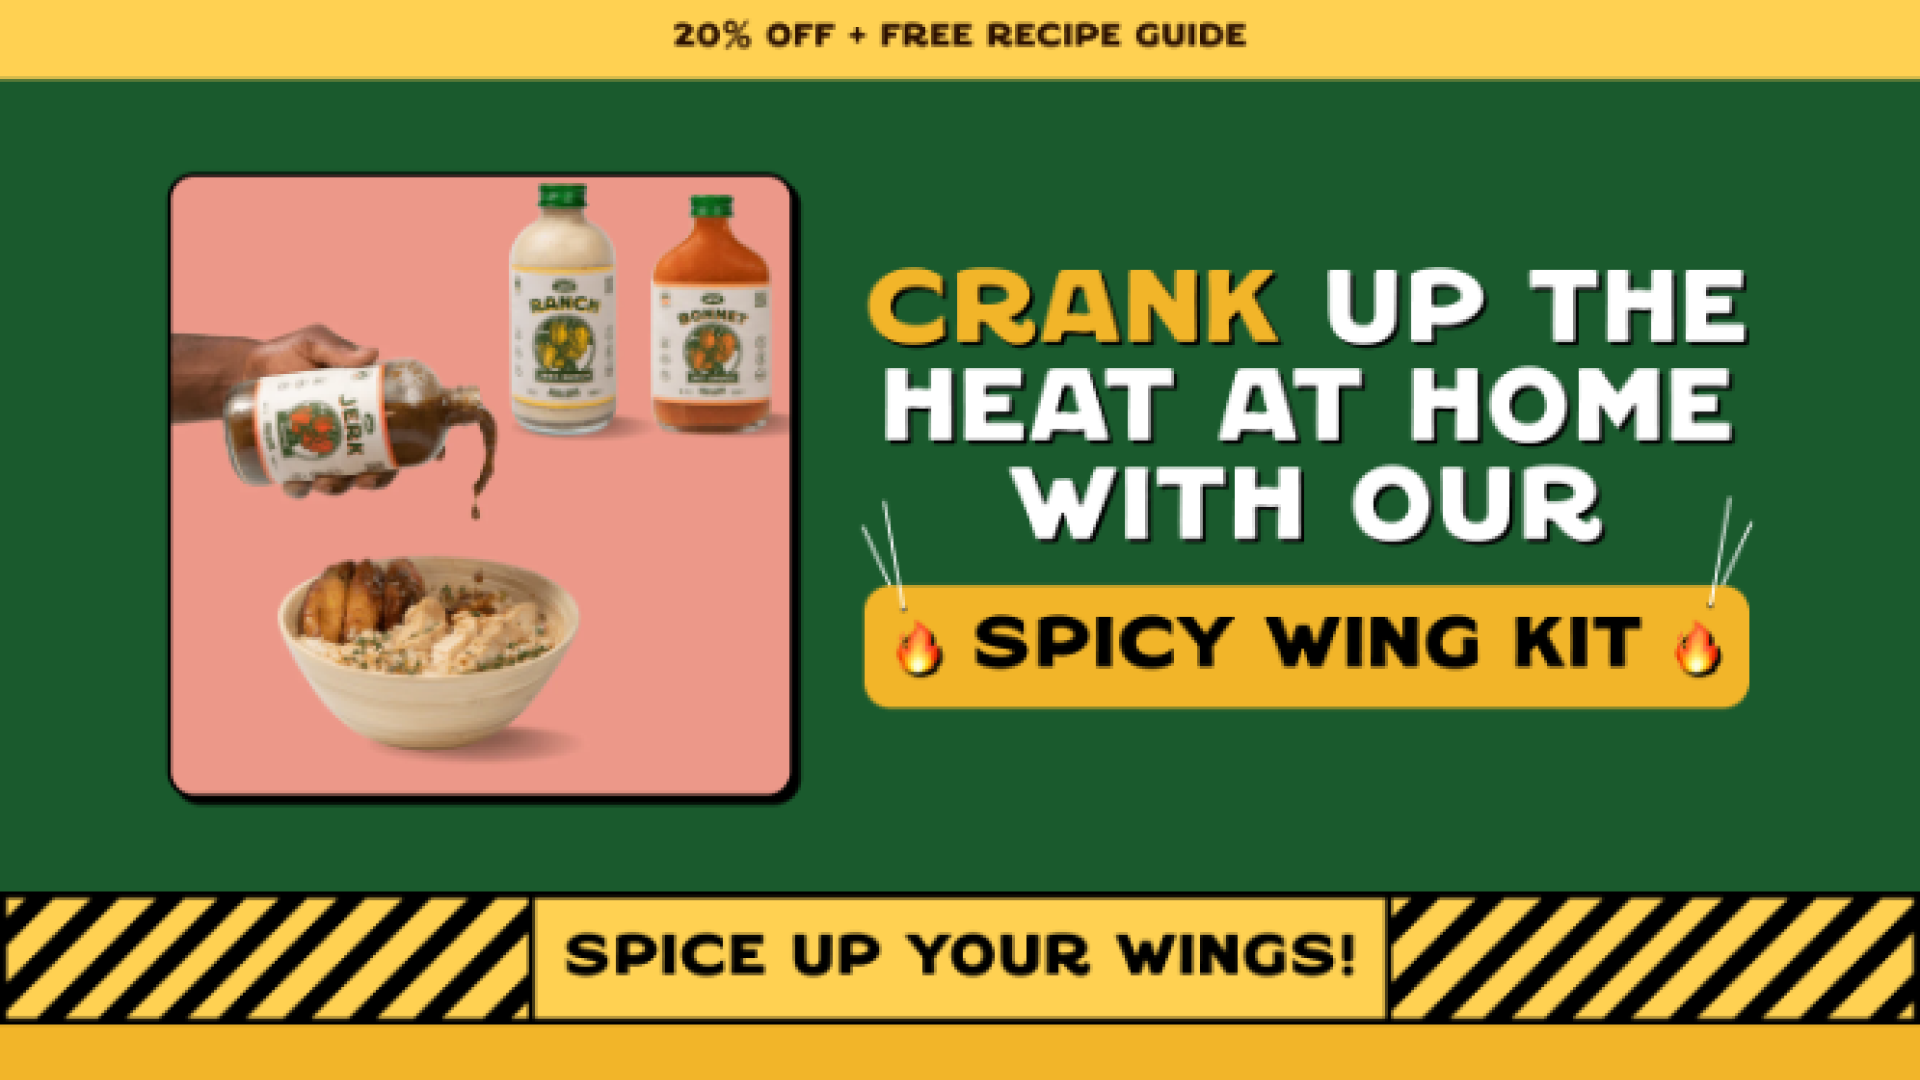 20% OFF + FREE RECIPE GUIDE
RANCH
BONNET
JERK
CRANK UP THE
HEAT AT HOME
WITH OUR
SPICY WING KIT
SPICE UP YOUR WINGS!